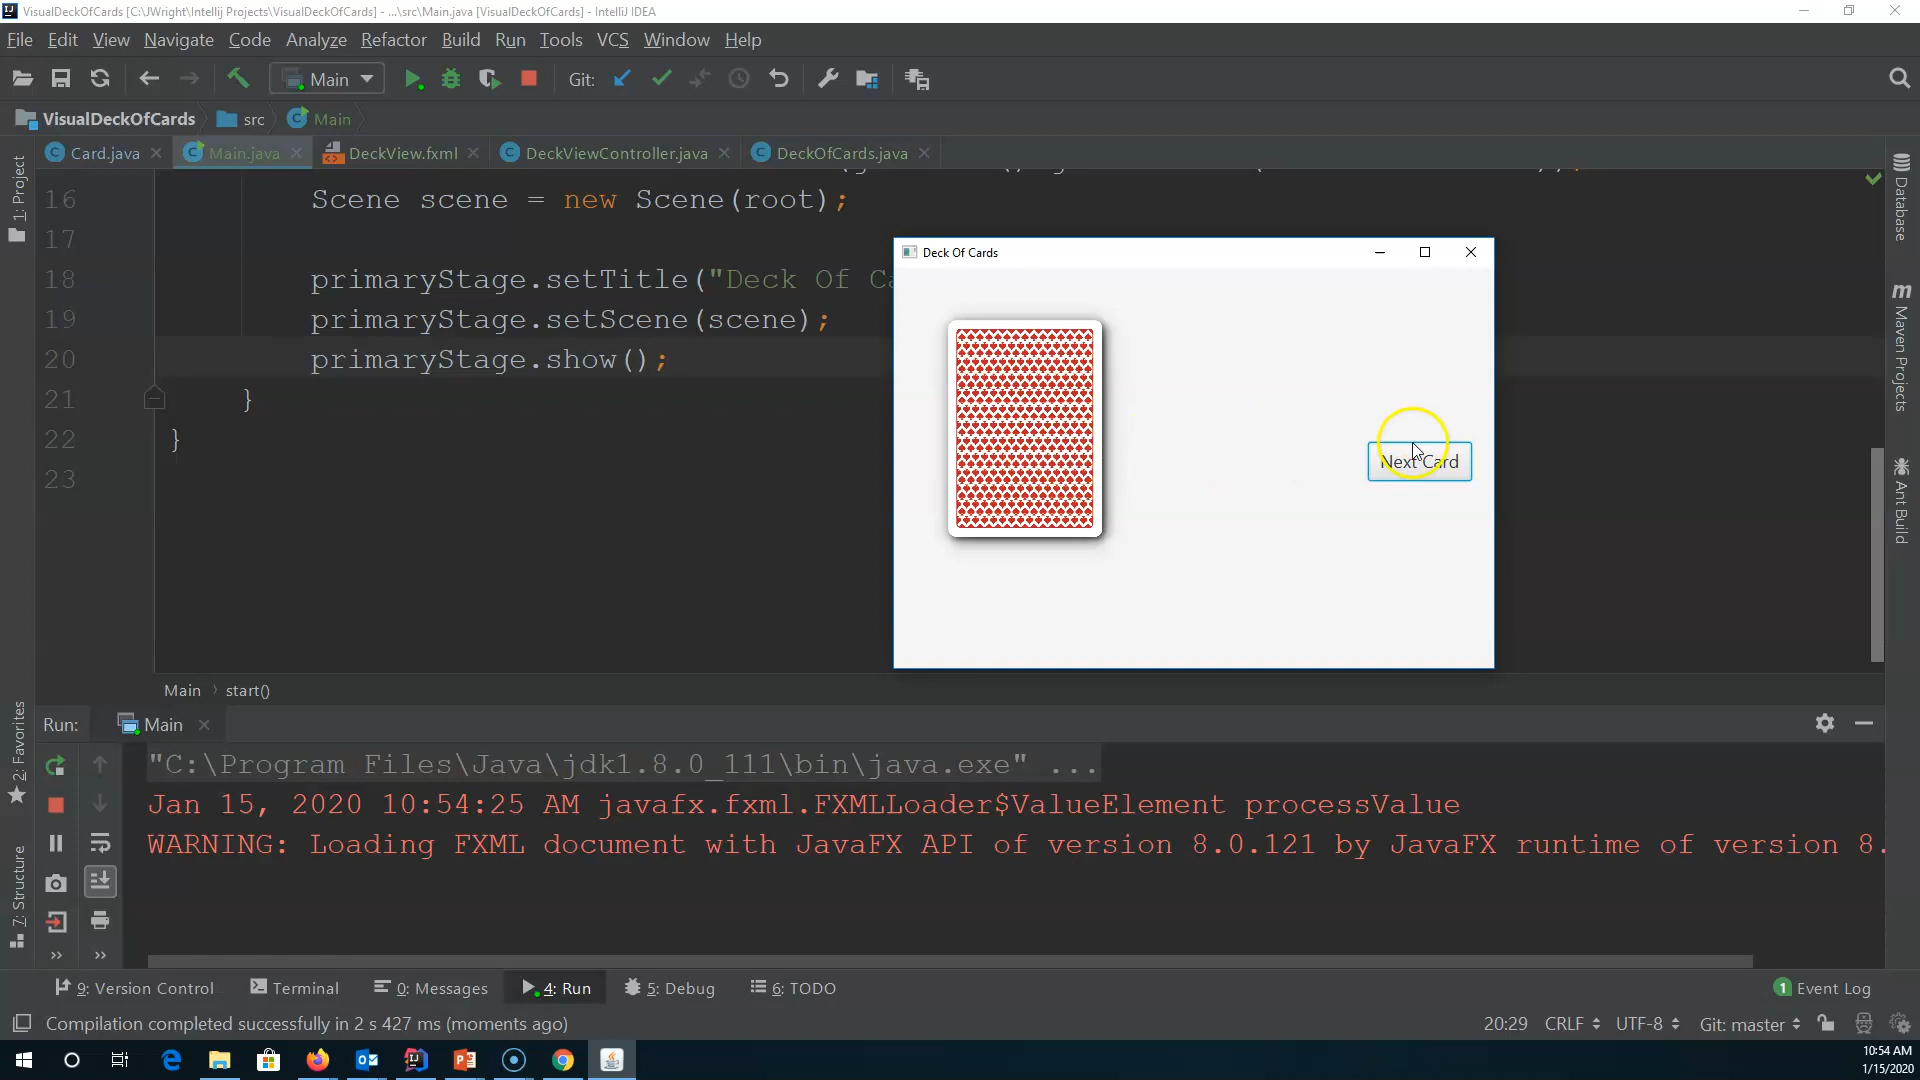 VisualDeckOfCards [C:\JWright\Intellij Projects\VisualDeckOfCards] - ...\src\Main.java [VisualDeckOfCards] - IntelliJ IDEA
File Edit View Navigate Code Analyze Refactor Build Run Tools VCS Window Help
Main Git:
VisualDeckOfCards src Main
Card.java Main.java DeckView.fxml DeckViewController.java DeckOfCards.java
16 Scene scene = new Scene(root);
17
18 primaryStage.setTitle("Deck Of Ca
19 primaryStage.setScene(scene);
20 primaryStage.show();
21 }
22 }
23
Deck Of Cards
Next Card
1: Project
2: Favorites
7: Structure
Database
Maven Projects
Ant Build
Main start()
Run: Main
"C:\Program Files\Java\jdk1.8.0_111\bin\java.exe" ...
Jan 15, 2020 10:54:25 AM javafx.fxml.FXMLLoader$ValueElement processValue
WARNING: Loading FXML document with JavaFX API of version 8.0.121 by JavaFX runtime of version 8.
9: Version Control Terminal 0: Messages 4: Run 5: Debug 6: TODO 1 Event Log
Compilation completed successfully in 2 s 427 ms (moments ago) 20:29 CRLF UTF-8 Git: master
10:54 AM
1/15/2020